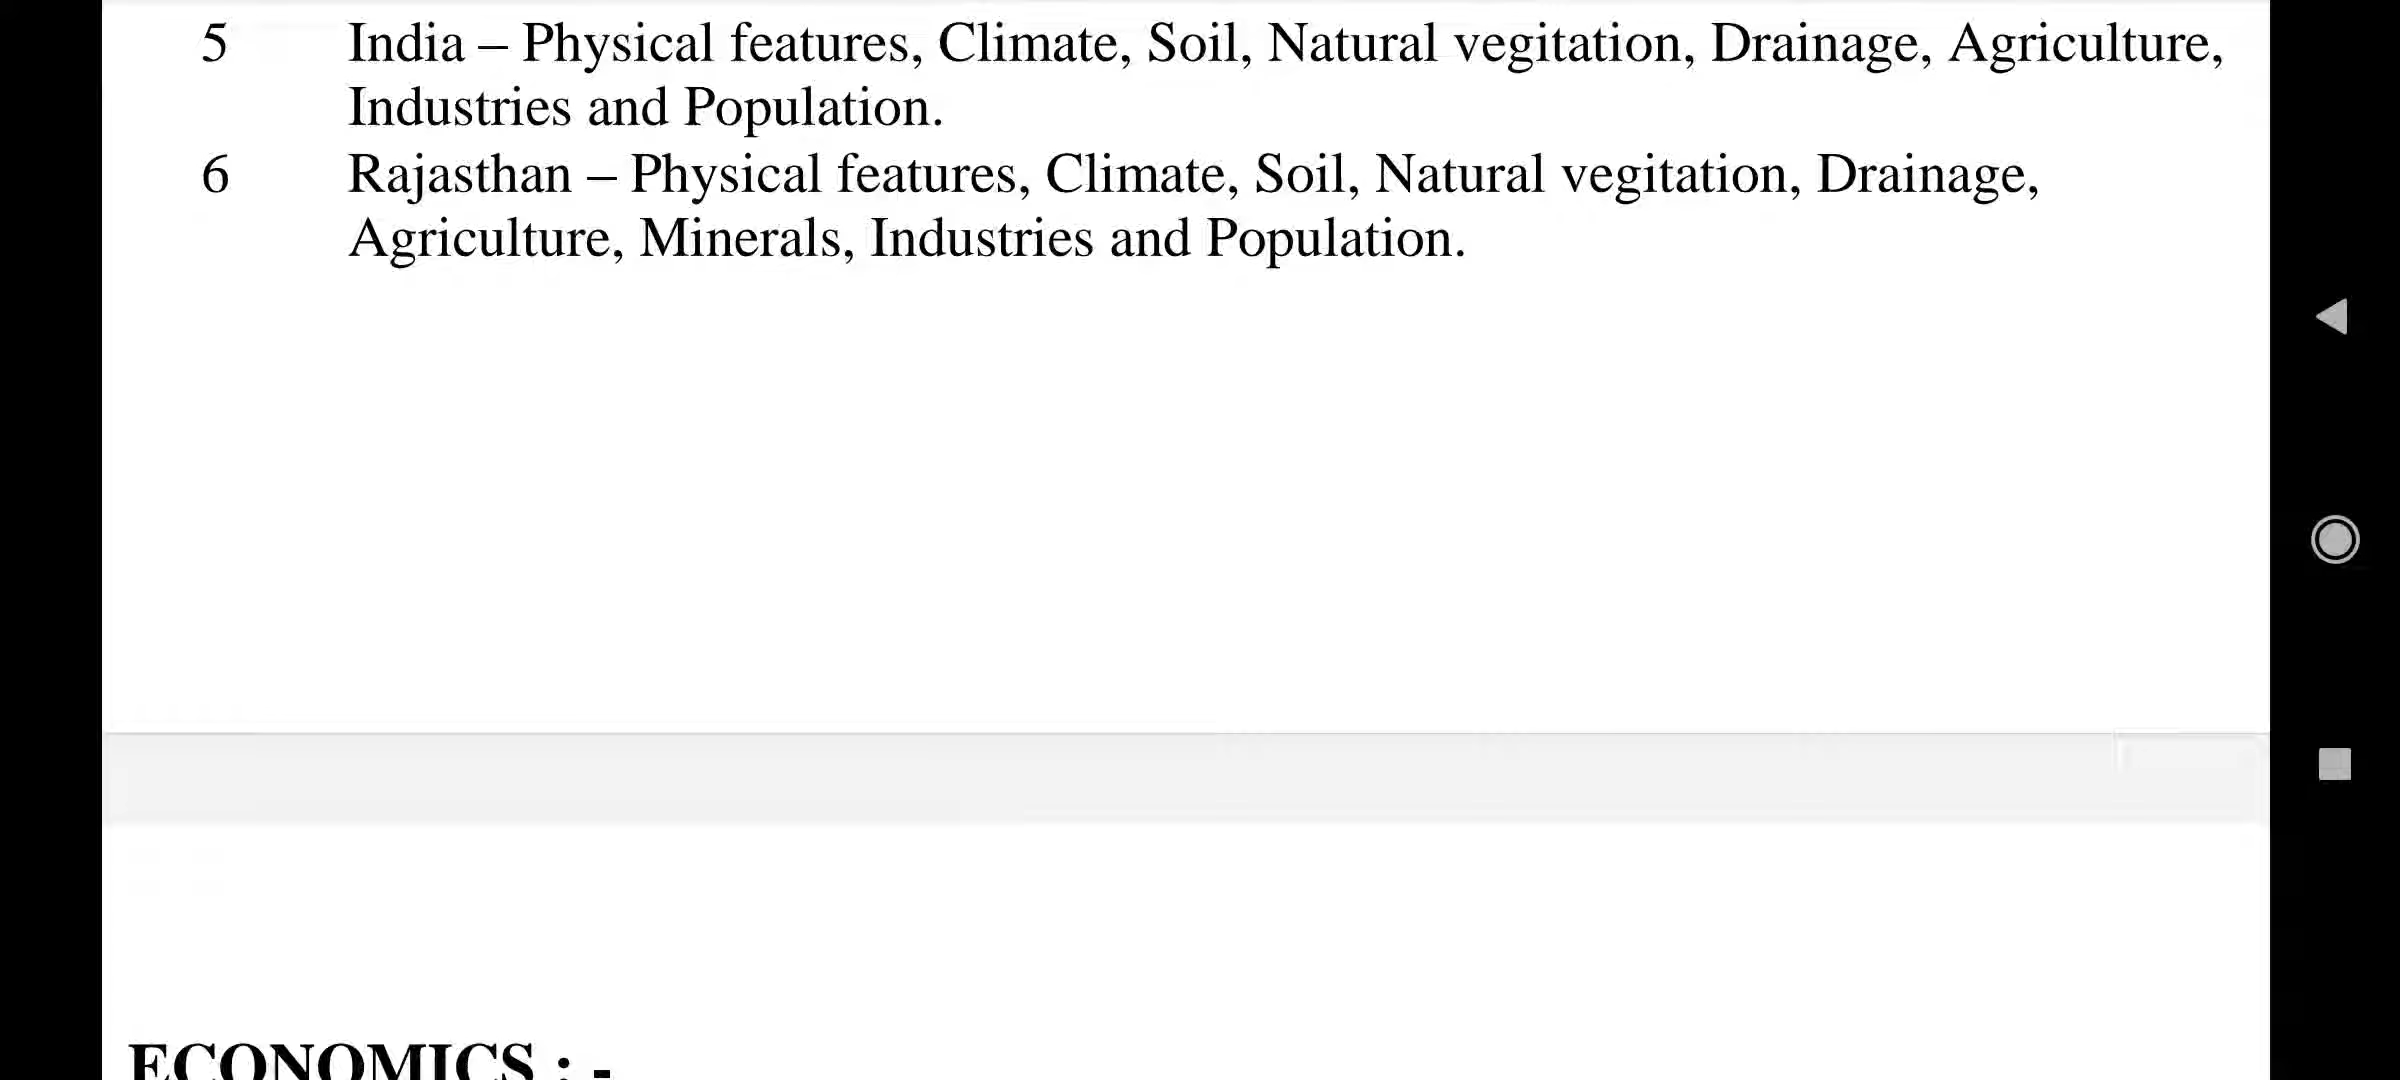 5 India – Physical features, Climate, Soil, Natural vegitation, Drainage, Agriculture,
Industries and Population.
6 Rajasthan – Physical features, Climate, Soil, Natural vegitation, Drainage,
Agriculture, Minerals, Industries and Population.
ECONOMICS : -